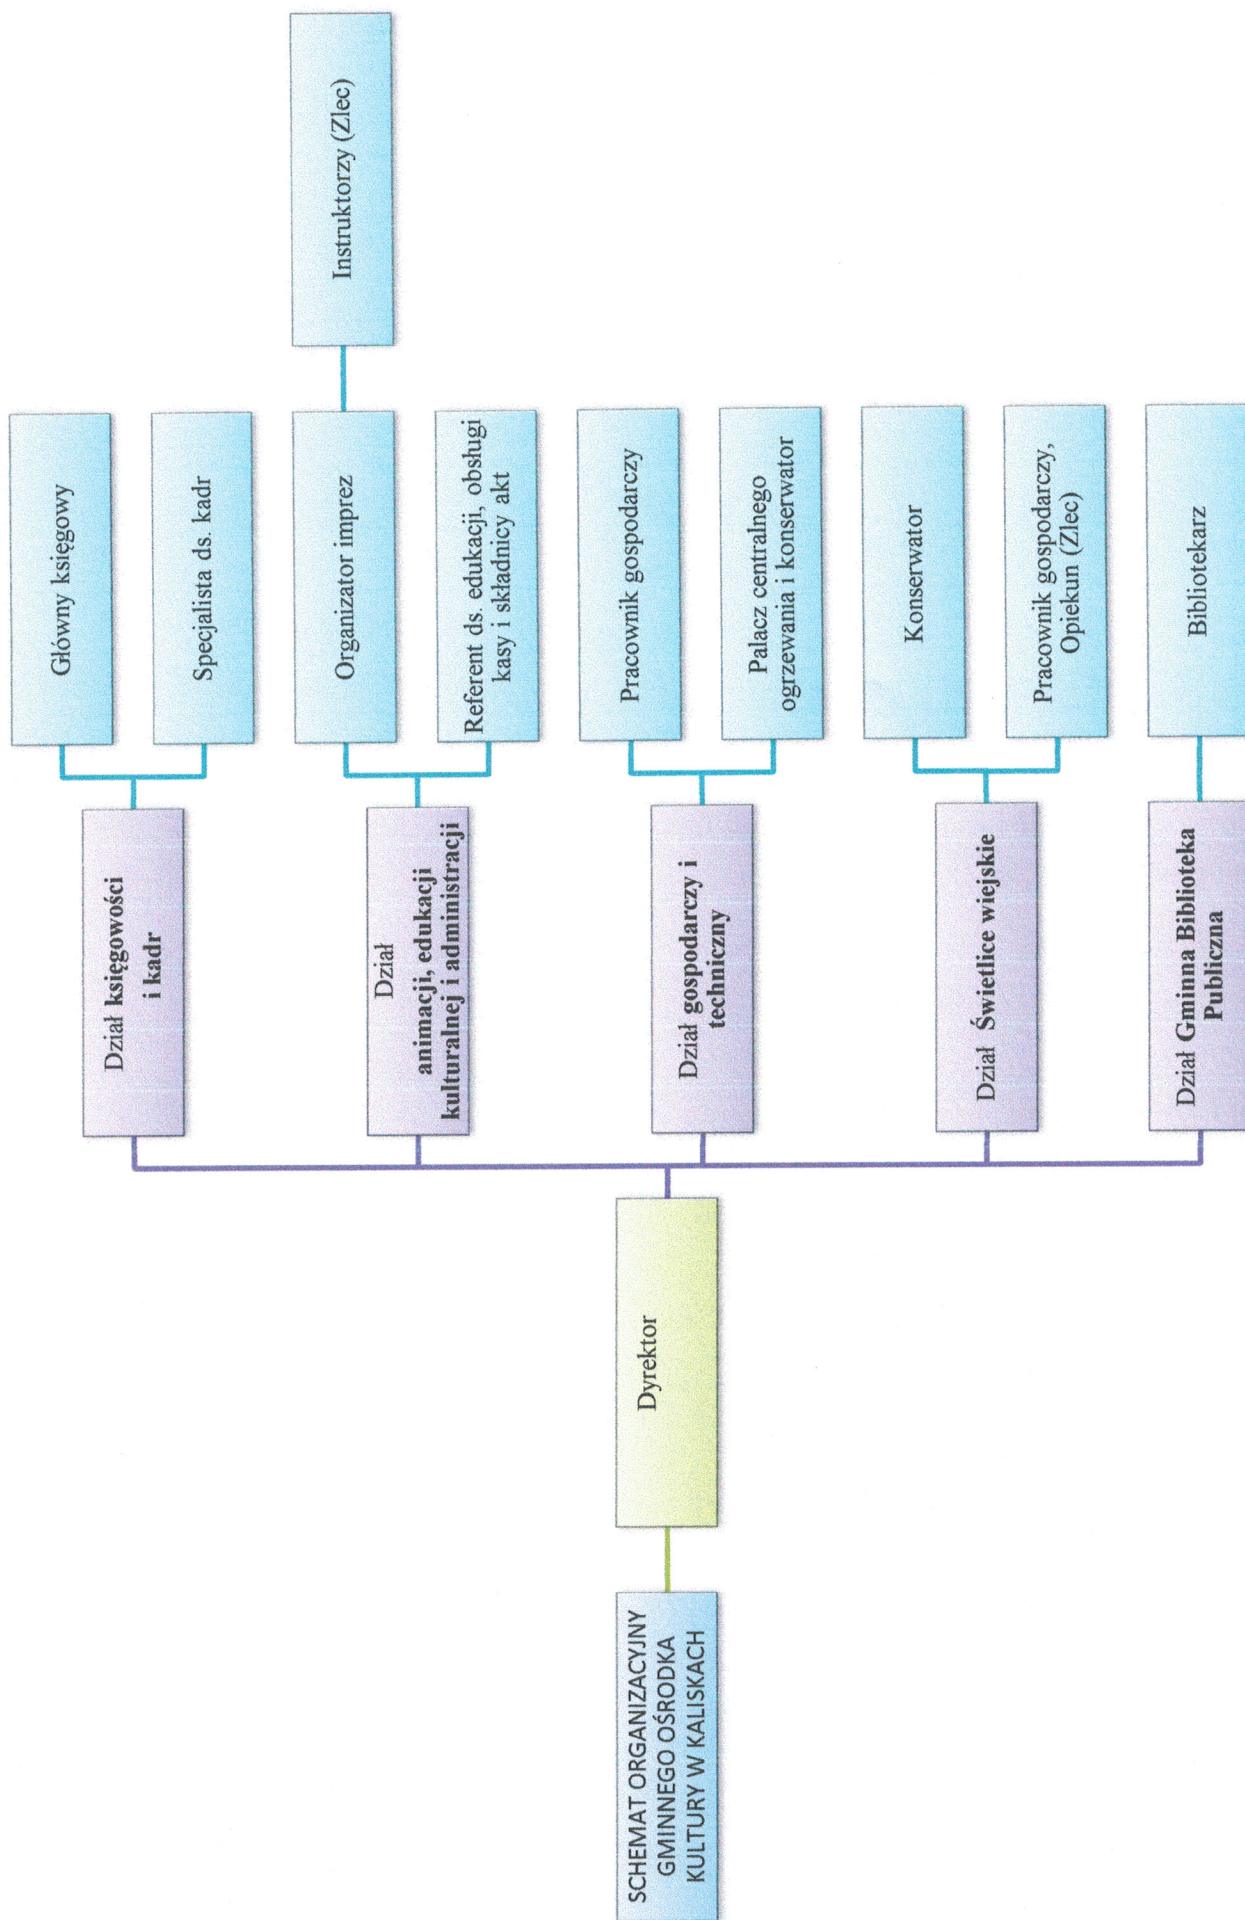 SCHEMAT ORGANIZACYJNY
GMINNEGO OŚRODKA
KULTURY W KALISKACH
Dyrektor
Dział księgowości
i kadr
Główny księgowy
Specjalista ds. kadr
Dział
animacji, edukacji
kulturalnej i administracji
Organizator imprez
Instruktorzy (Zlec)
Referent ds. edukacji, obsługi
kasy i składnicy akt
Dział gospodarczy i
techniczny
Pracownik gospodarczy
Palacz centralnego
ogrzewania i konserwator
Dział Świetlice wiejskie
Konserwator
Pracownik gospodarczy,
Opiekun (Zlec)
Dział Gminna Biblioteka
Publiczna
Bibliotekarz